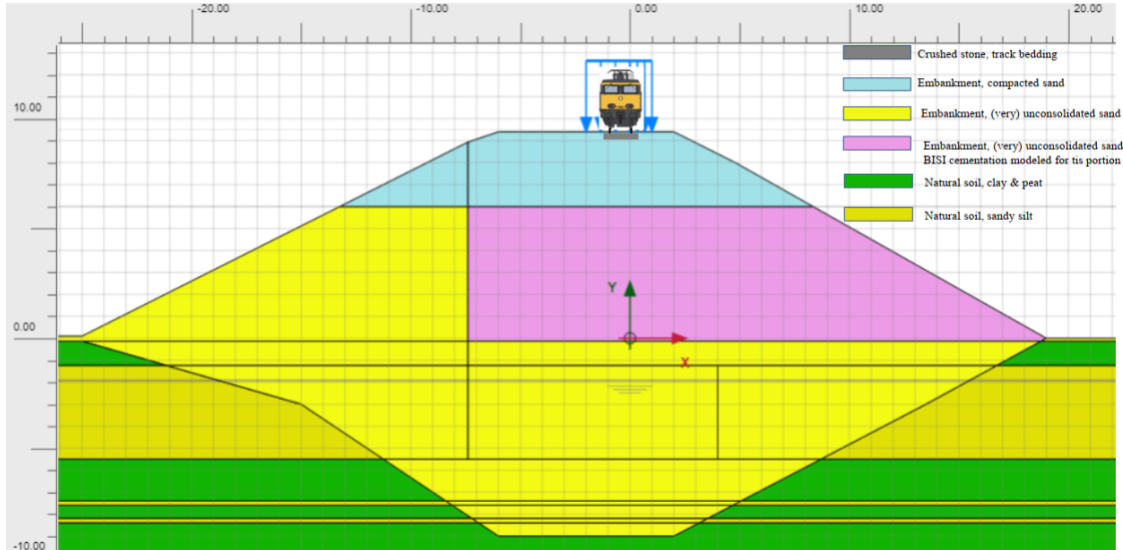 -20.00
-10.00
0.00
10.00
20.00
Crushed stone, track bedding
Embankment, compacted sand
10.00
Embankment, (very) unconsolidated sand
Embankment, (very) unconsolidated sand
BISI cementation modeled for tis portion
Natural soil, clay & peat
Natural soil, sandy silt
Y
0.00
X
-10.00